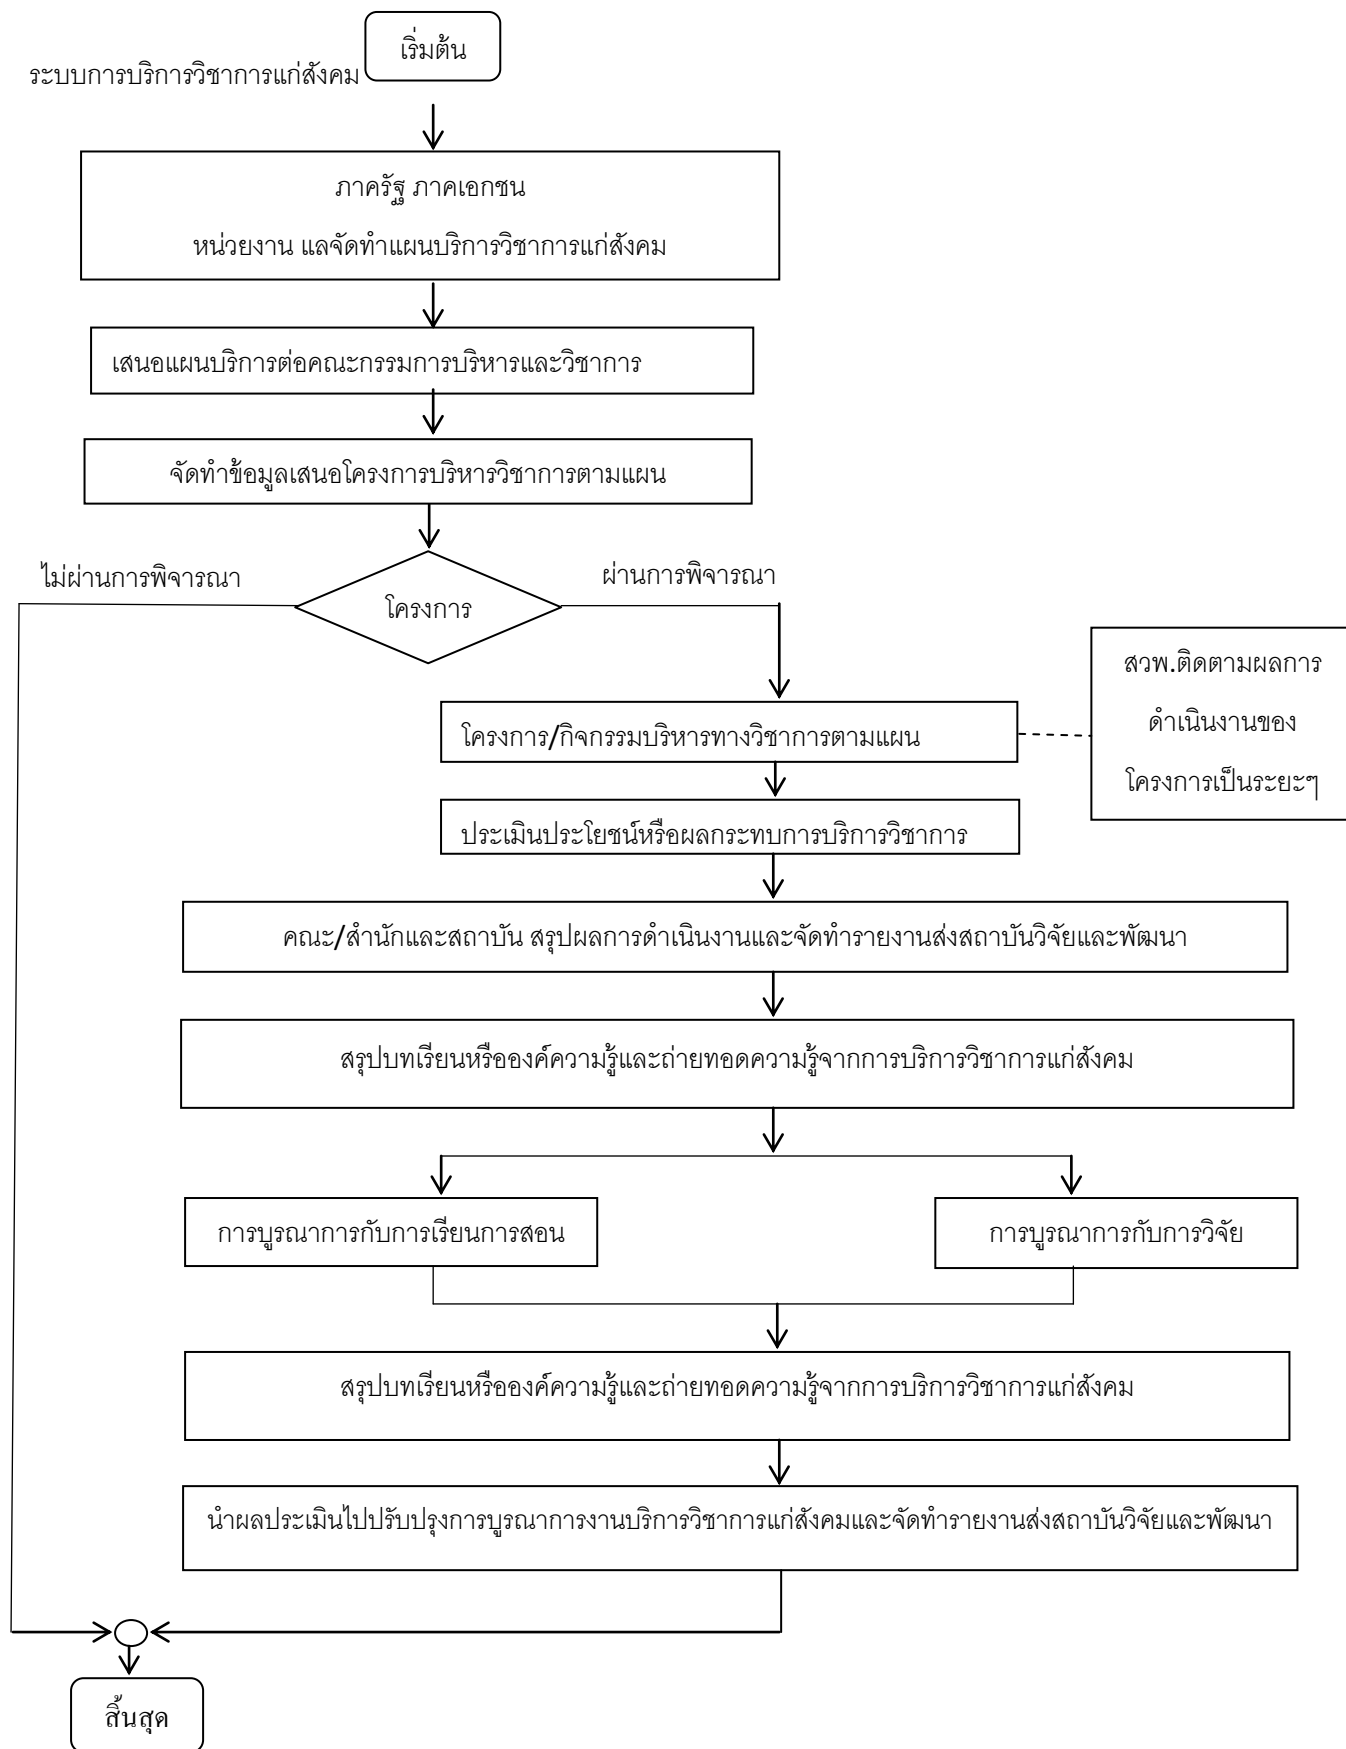 เริ่มต้น
ระบบการบริการวิชาการแก่สังคม
ภาครัฐ ภาคเอกชน
หน่วยงาน แลจัดทำแผนบริการวิชาการแก่สังคม
เสนอแผนบริการต่อคณะกรรมการบริหารและวิชาการ
จัดทำข้อมูลเสนอโครงการบริหารวิชาการตามแผน
ไม่ผ่านการพิจารณา
ผ่านการพิจารณา
โครงการ
สวพ.ติดตามผลการ
ดำเนินงานของ
โครงการเป็นระยะๆ
โครงการ/กิจกรรมบริหารทางวิชาการตามแผน
ประเมินประโยชน์หรือผลกระทบการบริการวิชาการ
คณะ/สำนักและสถาบัน สรุปผลการดำเนินงานและจัดทำรายงานส่งสถาบันวิจัยและพัฒนา
สรุปบทเรียนหรือองค์ความรู้และถ่ายทอดความรู้จากการบริการวิชาการแก่สังคม
การบูรณาการกับการเรียนการสอน
การบูรณาการกับการวิจัย
สรุปบทเรียนหรือองค์ความรู้และถ่ายทอดความรู้จากการบริการวิชาการแก่สังคม
นำผลประเมินไปปรับปรุงการบูรณาการงานบริการวิชาการแก่สังคมและจัดทำรายงานส่งสถาบันวิจัยและพัฒนา
สิ้นสุด